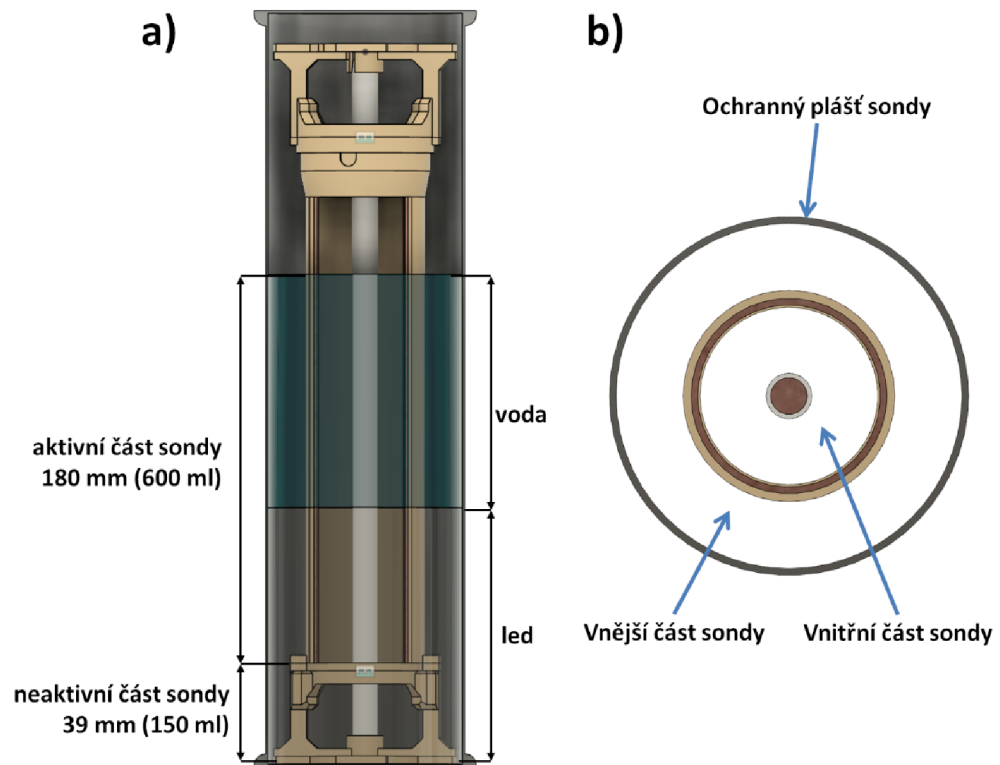 a)
b)
Ochranný plášť sondy
voda
aktivní část sondy
180 mm (600 ml)
Vnější část sondy
Vnitřní část sondy
led
neaktivní část sondy
39 mm (150 ml)